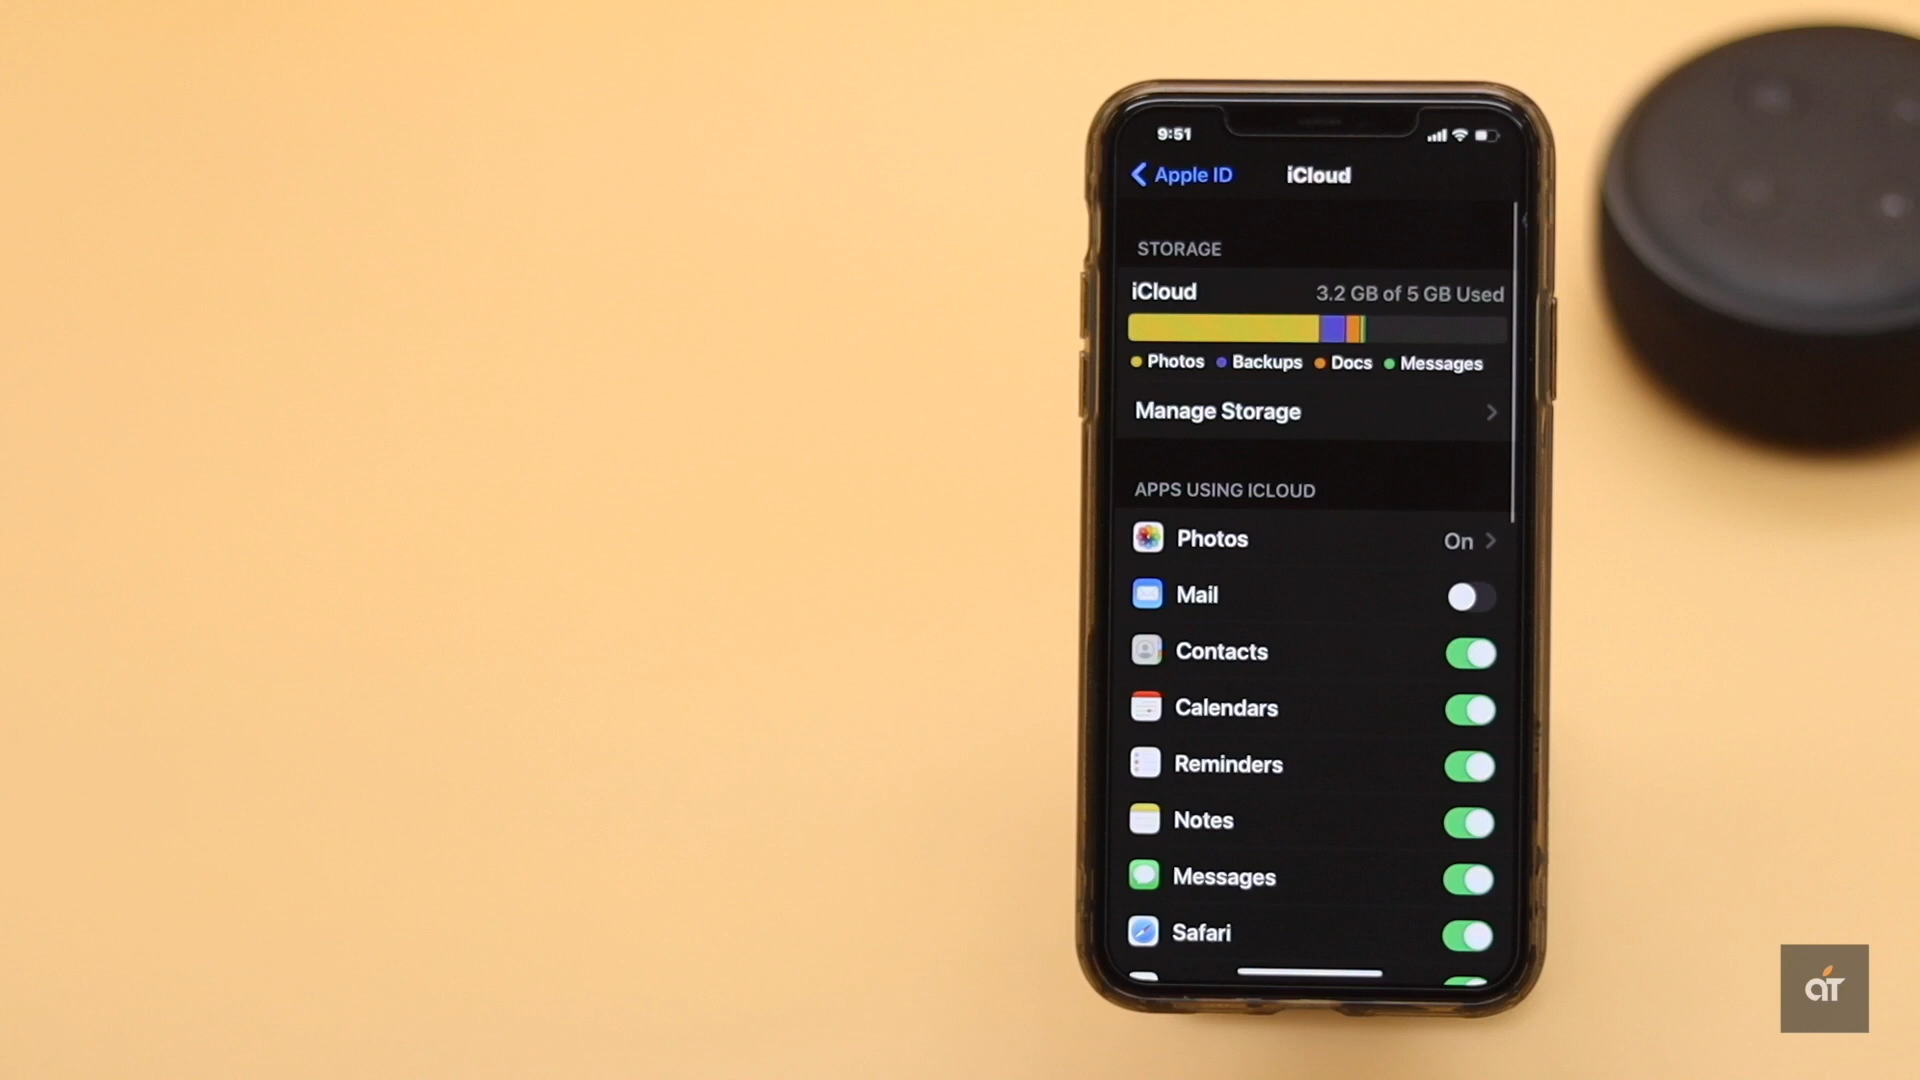 9:51
Apple ID
iCloud
STORAGE
iCloud
3.2 GB of 5 GB Used
Photos Backups Docs Messages
Manage Storage
APPS USING ICLOUD
Photos
On
Mail
Contacts
Calendars
Reminders
Notes
Messages
Safari
aT